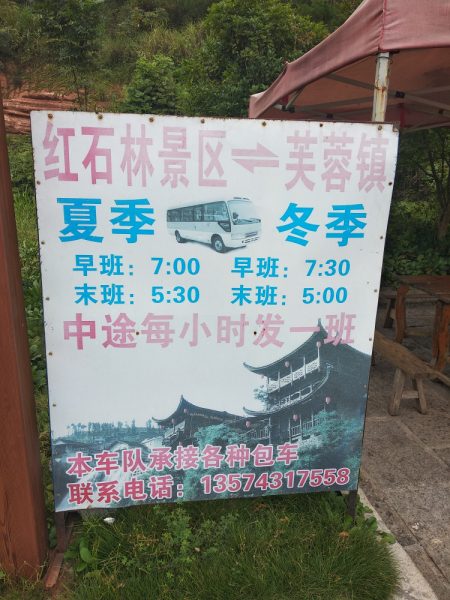 红石林景区⇌芙蓉镇
夏季 冬季
早班：7:00 早班：7:30
末班：5:30 末班：5:00
中途每小时发一班
本车队承接各种包车
联系电话：13574317558